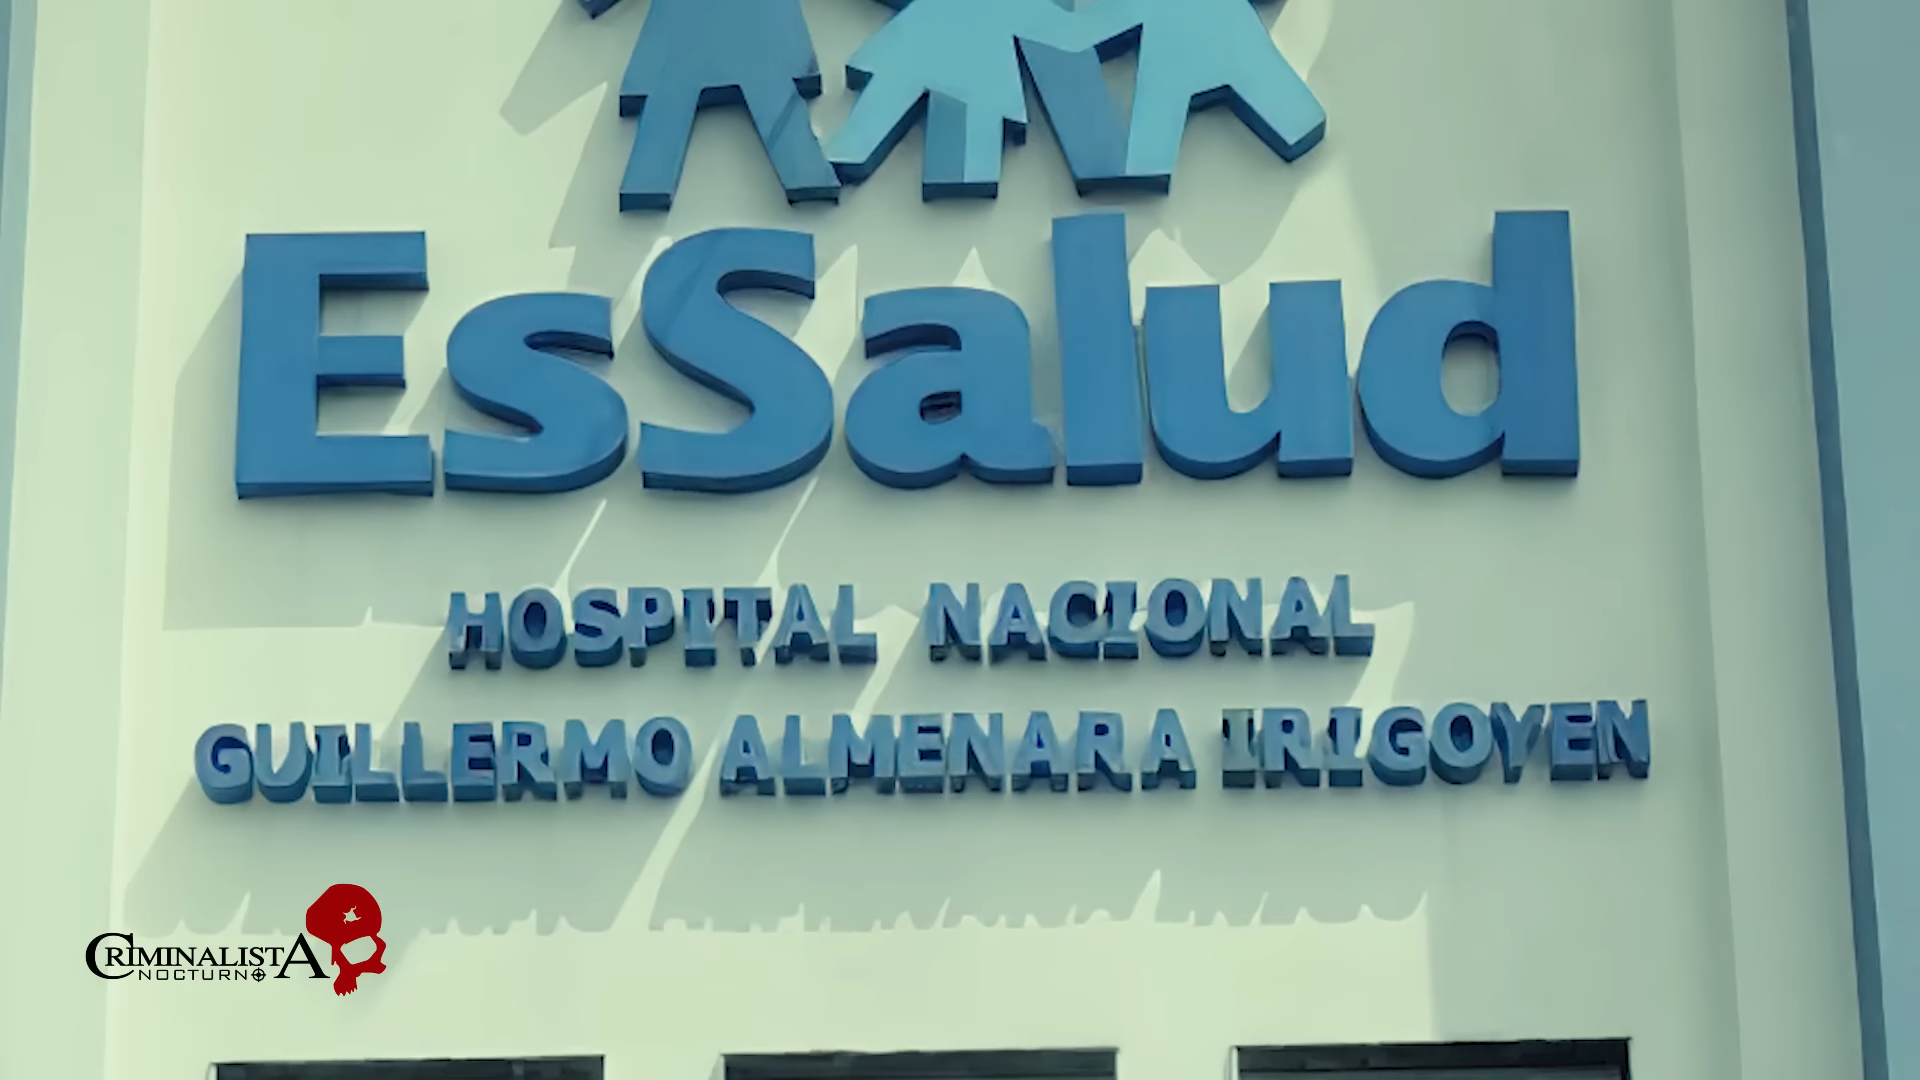 EsSalud
HOSPITAL NACIONAL
GUILLERMO ALMENARA IRIGOYEN
CRIMINALISTA
NOCTURNO